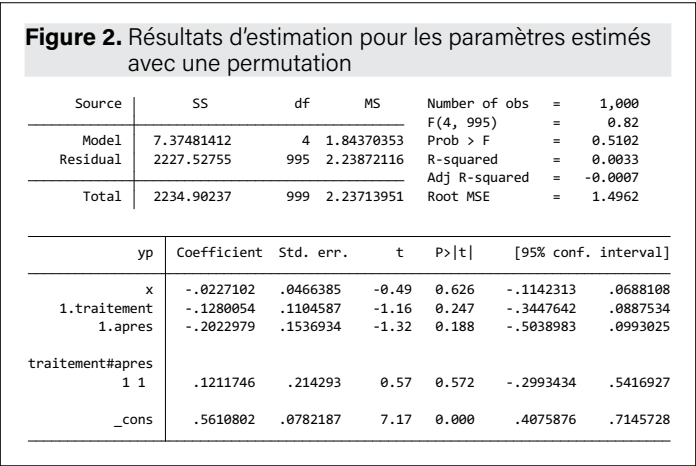 Figure 2. Résultats d'estimation pour les paramètres estimés
avec une permutation
Source SS df MS Number of obs = 1,000
F(4, 995) = 0.82
Model 7.37481412 4 1.84370353 Prob > F = 0.5102
Residual 2227.52755 995 2.23872116 R-squared = 0.0033
Adj R-squared = -0.0007
Total 2234.90237 999 2.23713951 Root MSE = 1.4962
yp Coefficient Std. err. t P>|t| [95% conf. interval]
x -.0227102 .0466385 -0.49 0.626 -.1142313 .0688108
1.traitement -.1280054 .1104587 -1.16 0.247 -.3447642 .0887534
1.apres -.2022979 .1536934 -1.32 0.188 -.5038983 .0993025
traitement#apres
1 1 .1211746 .214293 0.57 0.572 -.2993434 .5416927
_cons .5610802 .0782187 7.17 0.000 .4075876 .7145728